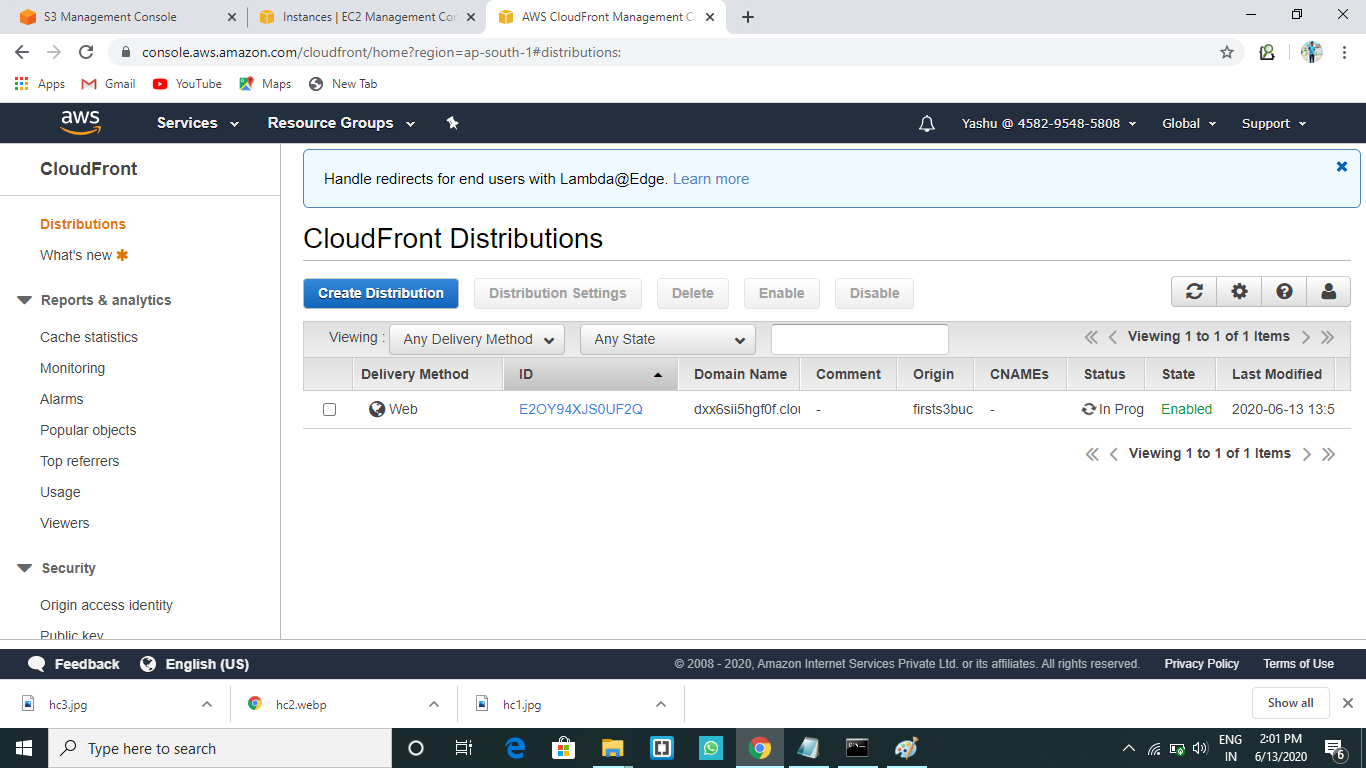 S3 Management Console
Instances | EC2 Management Con
AWS CloudFront Management C
console.aws.amazon.com/cloudfront/home?region=ap-south-1#distributions:
Apps Gmail YouTube Maps New Tab
aws Services Resource Groups Yashu @ 4582-9548-5808 Global Support
CloudFront
Distributions
What's new
Reports & analytics
Cache statistics
Monitoring
Alarms
Popular objects
Top referrers
Usage
Viewers
Security
Origin access identity
Public key
Handle redirects for end users with Lambda@Edge. Learn more
CloudFront Distributions
Create Distribution Distribution Settings Delete Enable Disable
Viewing : Any Delivery Method Any State Viewing 1 to 1 of 1 Items
Delivery Method ID Domain Name Comment Origin CNAMEs Status State Last Modified
Web E2OY94XJS0UF2Q dxx6sii5hgf0f.clou - firsts3buc - In Prog Enabled 2020-06-13 13:5
Viewing 1 to 1 of 1 Items
Feedback English (US) © 2008 - 2020, Amazon Internet Services Private Ltd. or its affiliates. All rights reserved. Privacy Policy Terms of Use
hc3.jpg hc2.webp hc1.jpg Show all
Type here to search
ENG
IN
2:01 PM
6/13/2020
6